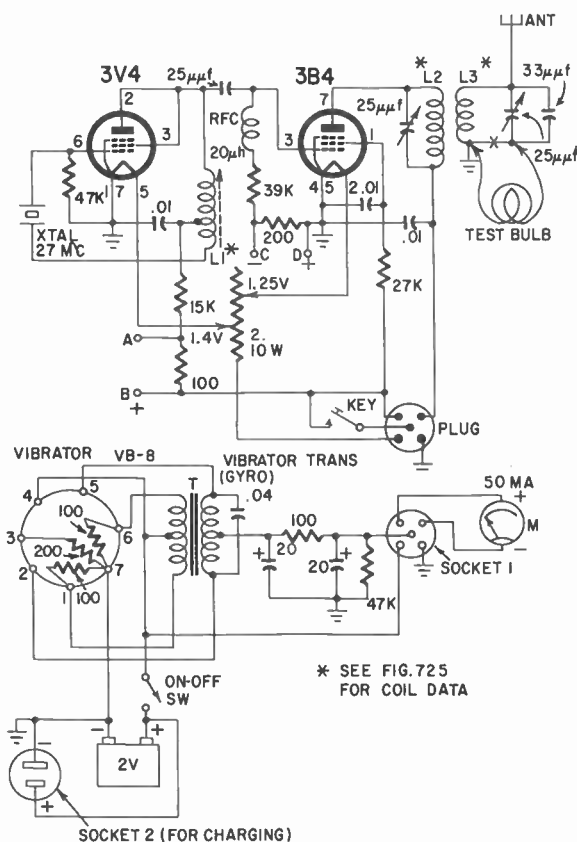 ANT
3V4
25μμf
3B4
* L2
L3 *
33μμf
2
7
RFC
25μμf
6
3
3
1
20μh
25μμf
47K
1
7
5
39K
4
5
2
.01
.01
200
.01
TEST BULB
XTAL
27 MC
L1 *
C
D
−
+
15K
1.25V
27K
A
1.4V
2.
10W
100
B
+
KEY
PLUG
VIBRATOR
VB-8
VIBRATOR TRANS
(GYRO)
50 MA
4
5
T
.04
+
100
6
100
M
3
200
+
20
+
20
−
2
7
SOCKET 1
1
100
47K
ON-OFF
SW
* SEE FIG.725
FOR COIL DATA
−
+
−
2V
+
SOCKET 2 (FOR CHARGING)